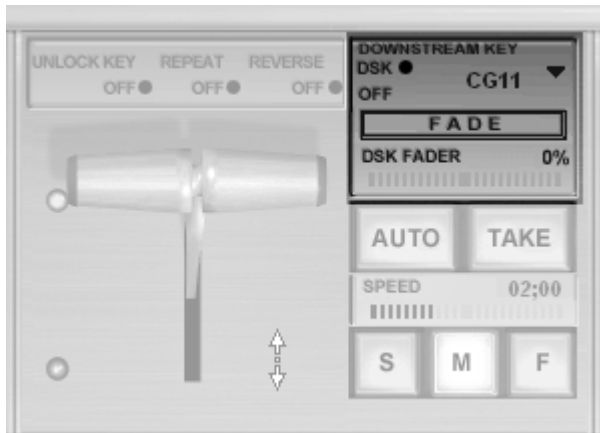 UNLOCK KEY REPEAT REVERSE
OFF OFF OFF
DOWNSTREAM KEY
DSK CG11
OFF
FADE
DSK FADER 0%
AUTO TAKE
SPEED 02;00
S M F